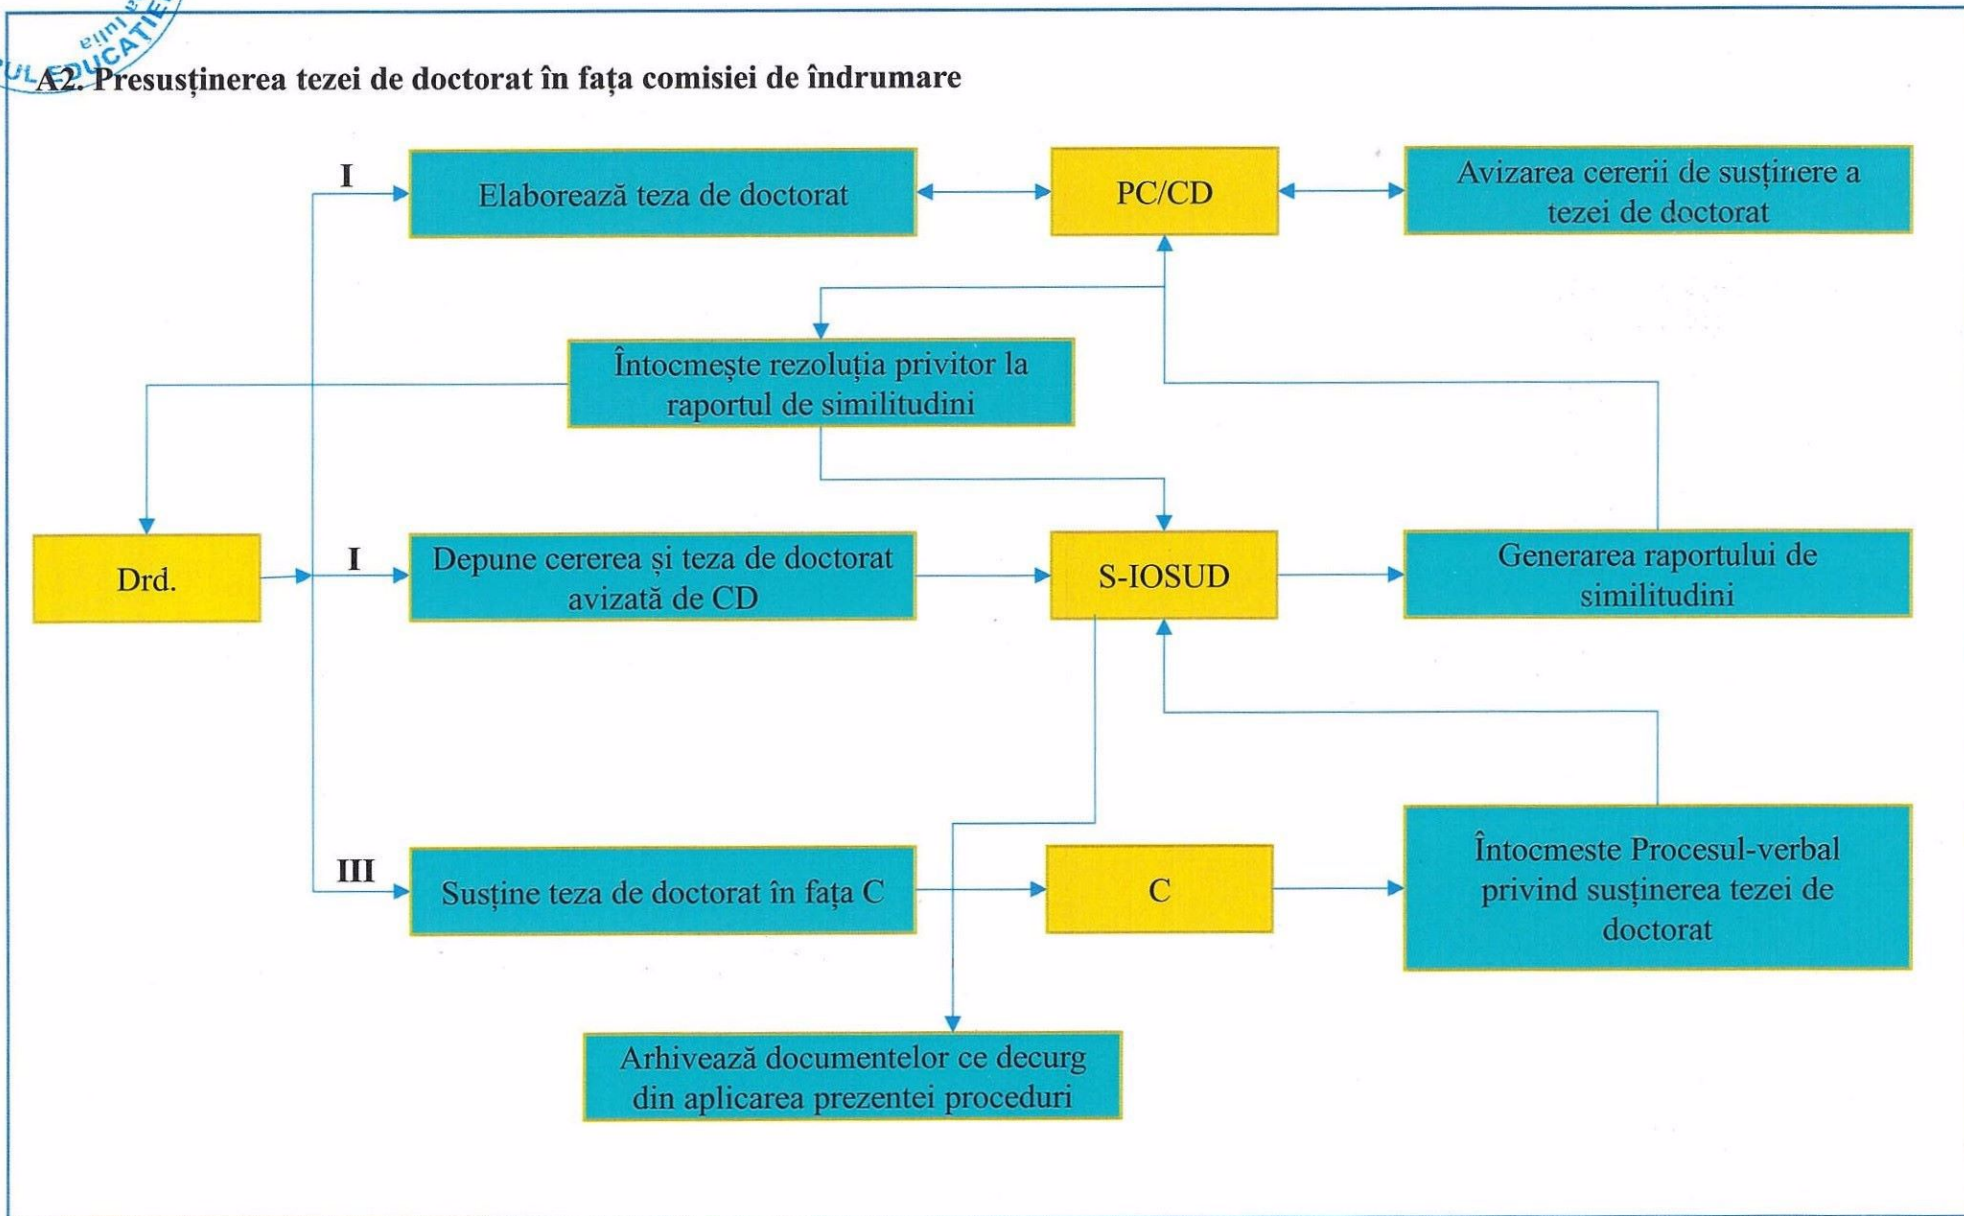 a Iulia
UL EDUCAȚIEI
A2. Presusținerea tezei de doctorat în fața comisiei de îndrumare
I
Elaborează teza de doctorat
PC/CD
Avizarea cererii de susținere a
tezei de doctorat
Întocmește rezoluția privitor la
raportul de similitudini
Drd.
I
Depune cererea și teza de doctorat
avizată de CD
S-IOSUD
Generarea raportului de
similitudini
III
Susține teza de doctorat în fața C
C
Întocmeste Procesul-verbal
privind susținerea tezei de
doctorat
Arhivează documentelor ce decurg
din aplicarea prezentei proceduri